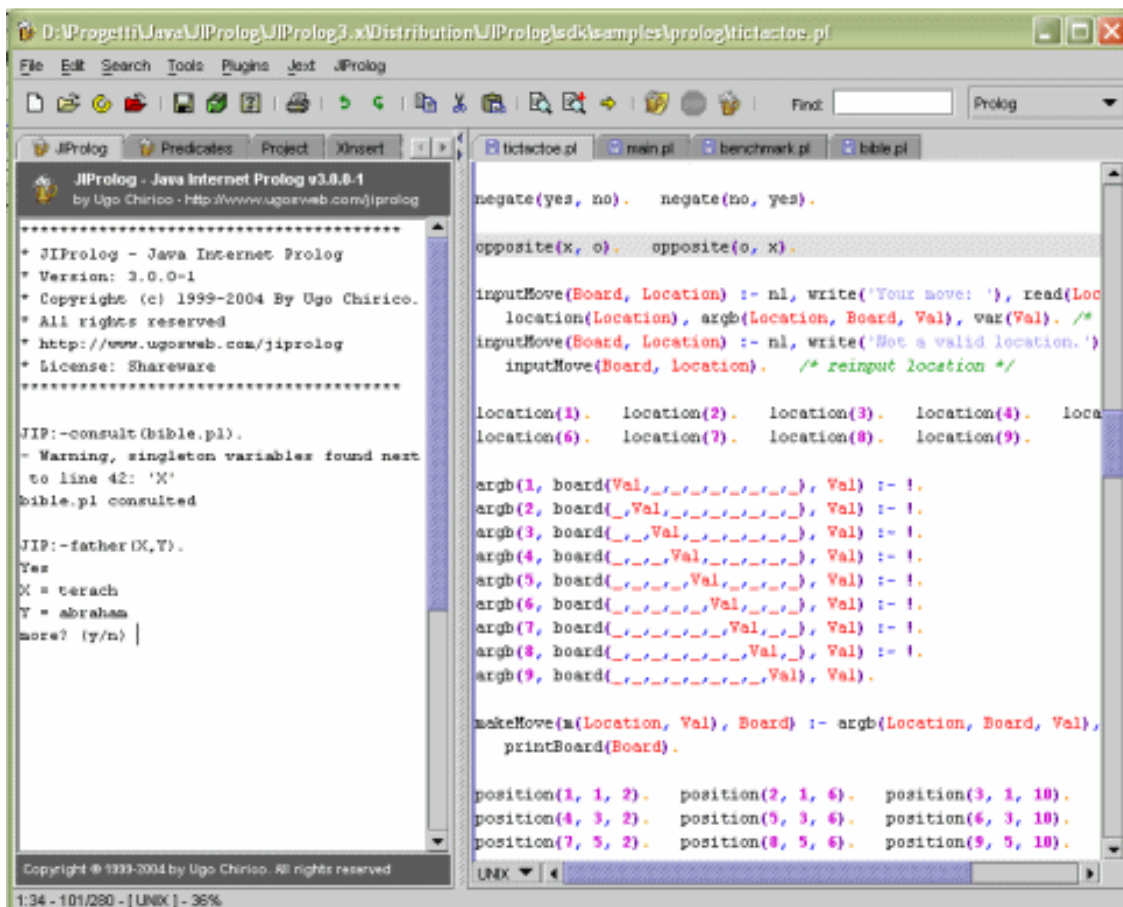 D:\Progetti\Java\JIProlog\JIProlog3.x\Distribution\JIProlog\sdk\samples\prolog\tictactoe.pl
File Edit Search Tools Plugins Jext JIProlog
Find: Prolog
JIProlog Predicates Project XInsert
JIProlog - Java Internet Prolog v3.0.0-1
by Ugo Chirico - http://www.ugosweb.com/jiprolog
*****************************************
* JIProlog - Java Internet Prolog
* Version: 3.0.0-1
* Copyright (c) 1999-2004 By Ugo Chirico.
* All rights reserved
* http://www.ugosweb.com/jiprolog
* License: Shareware
*****************************************
JIP:-consult(bible.pl).
- Warning, singleton variables found next
to line 42: 'X'
bible.pl consulted
JIP:-father(X,Y).
Yes
X = terach
Y = abraham
more? (y/n)
Copyright © 1999-2004 by Ugo Chirico. All rights reserved
tictactoe.pl main.pl benchmark.pl bible.pl
negate(yes, no). negate(no, yes).
opposite(x, o). opposite(o, x).
inputMove(Board, Location) :- nl, write('Your move: '), read(Loc
location(Location), argb(Location, Board, Val), var(Val). /*
inputMove(Board, Location) :- nl, write('Not a valid location.')
inputMove(Board, Location). /* reinput location */
location(1). location(2). location(3). location(4). loca
location(6). location(7). location(8). location(9).
argb(1, board(Val,_,_,_,_,_,_,_,_), Val) :- !.
argb(2, board(_,Val,_,_,_,_,_,_,_), Val) :- !.
argb(3, board(_,_,Val,_,_,_,_,_,_), Val) :- !.
argb(4, board(_,_,_,Val,_,_,_,_,_), Val) :- !.
argb(5, board(_,_,_,_,Val,_,_,_,_), Val) :- !.
argb(6, board(_,_,_,_,_,Val,_,_,_), Val) :- !.
argb(7, board(_,_,_,_,_,_,Val,_,_), Val) :- !.
argb(8, board(_,_,_,_,_,_,_,Val,_), Val) :- !.
argb(9, board(_,_,_,_,_,_,_,_,Val), Val).
makeMove(m(Location, Val), Board) :- argb(Location, Board, Val),
printBoard(Board).
position(1, 1, 2). position(2, 1, 6). position(3, 1, 10).
position(4, 3, 2). position(5, 3, 6). position(6, 3, 10).
position(7, 5, 2). position(8, 5, 6). position(9, 5, 10).
UNIX
1:34 - 101/280 - [ UNIX ] - 36%